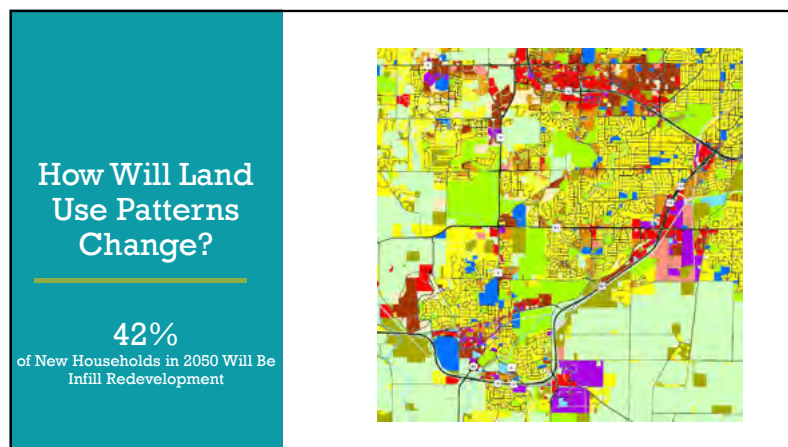 How Will Land
Use Patterns
Change?
42%
of New Households in 2050 Will Be
Infill Redevelopment